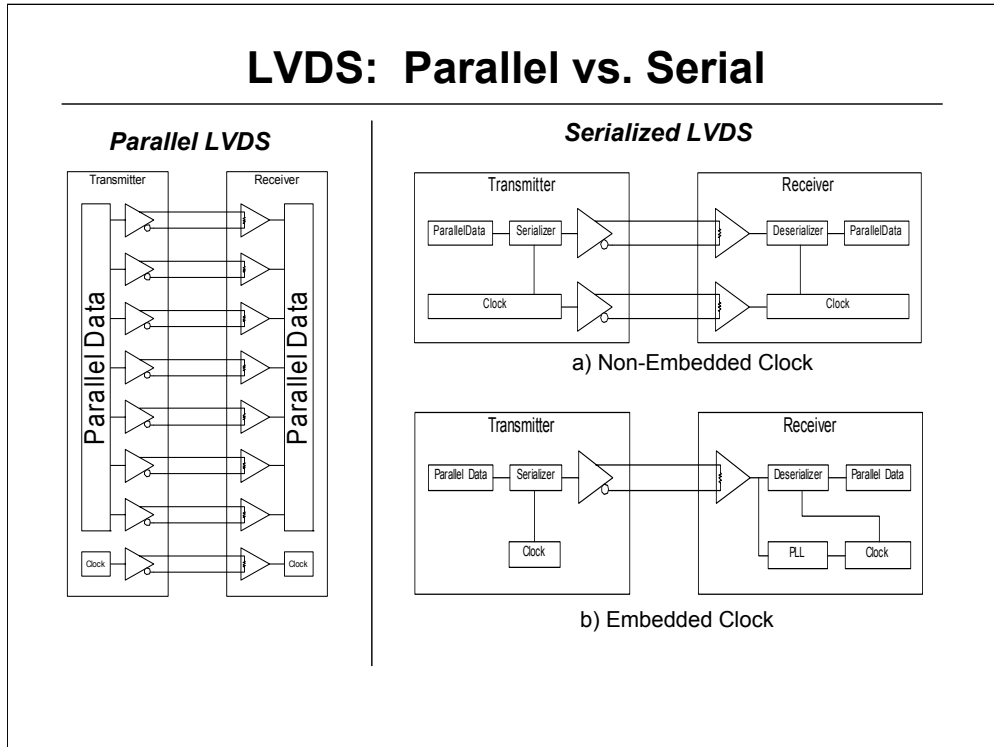 LVDS: Parallel vs. Serial
Parallel LVDS
Transmitter
Receiver
Parallel Data
Parallel Data
Clock
Clock
Serialized LVDS
Transmitter
Receiver
ParallelData
Serializer
Deserializer
ParallelData
Clock
Clock
a) Non-Embedded Clock
Transmitter
Receiver
Parallel Data
Serializer
Deserializer
Parallel Data
Clock
PLL
Clock
b) Embedded Clock